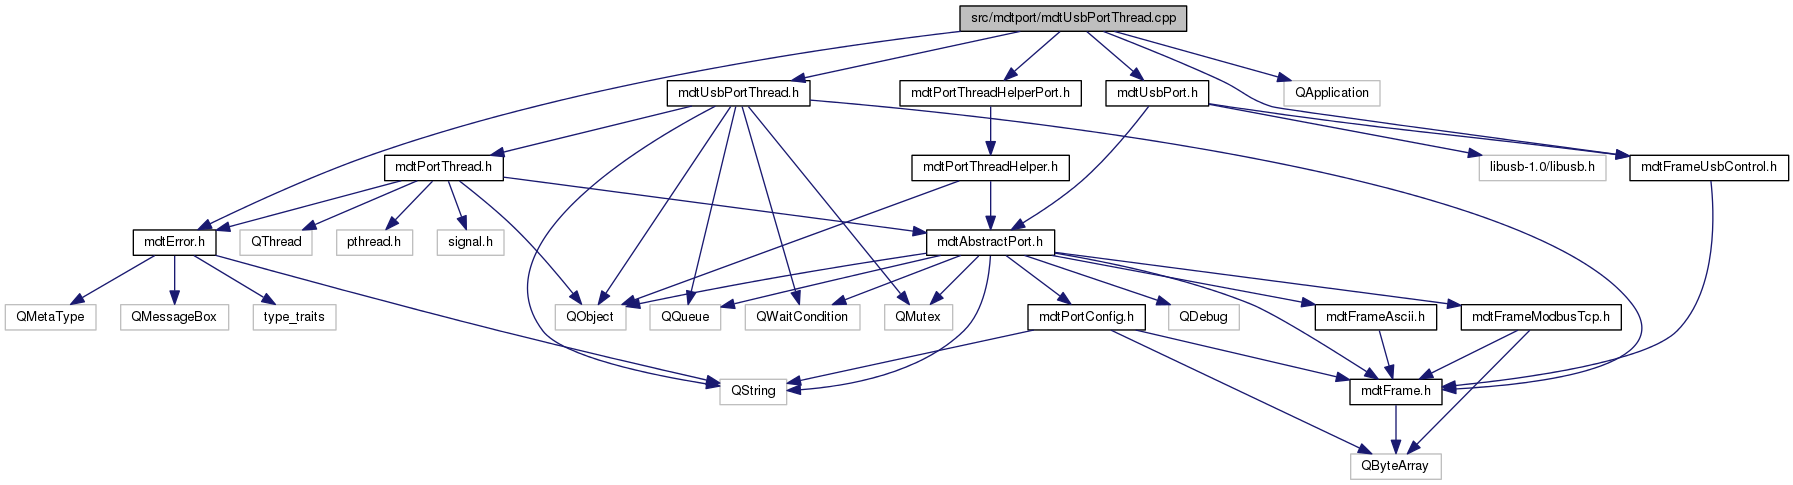 src/mdtport/mdtUsbPortThread.cpp
mdtUsbPortThread.h
mdtPortThreadHelperPort.h
mdtUsbPort.h
QApplication
mdtPortThread.h
mdtPortThreadHelper.h
libusb-1.0/libusb.h
mdtFrameUsbControl.h
mdtError.h
QThread
pthread.h
signal.h
mdtAbstractPort.h
QMetaType
QMessageBox
type_traits
QObject
QQueue
QWaitCondition
QMutex
mdtPortConfig.h
QDebug
mdtFrameAscii.h
mdtFrameModbusTcp.h
QString
mdtFrame.h
QByteArray